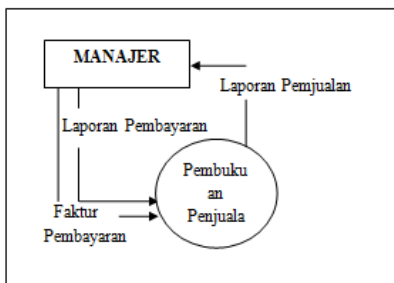 MANAJER
Laporan Pemjualan
Laporan Pembayaran
Pembuku
an
Penjuala
Faktur
Pembayaran